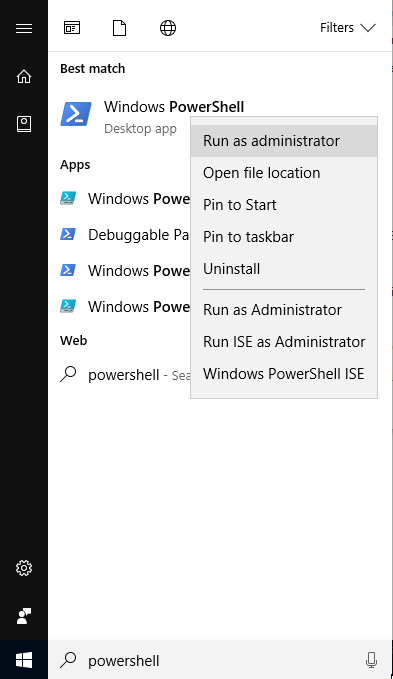 Filters
Best match
Windows PowerShell
Desktop app
Run as administrator
Open file location
Pin to Start
Pin to taskbar
Uninstall
Run as Administrator
Run ISE as Administrator
Windows PowerShell ISE
Apps
Windows Powe
Debuggable Pa
Windows Powe
Windows Powe
Web
powershell - Sea
powershell